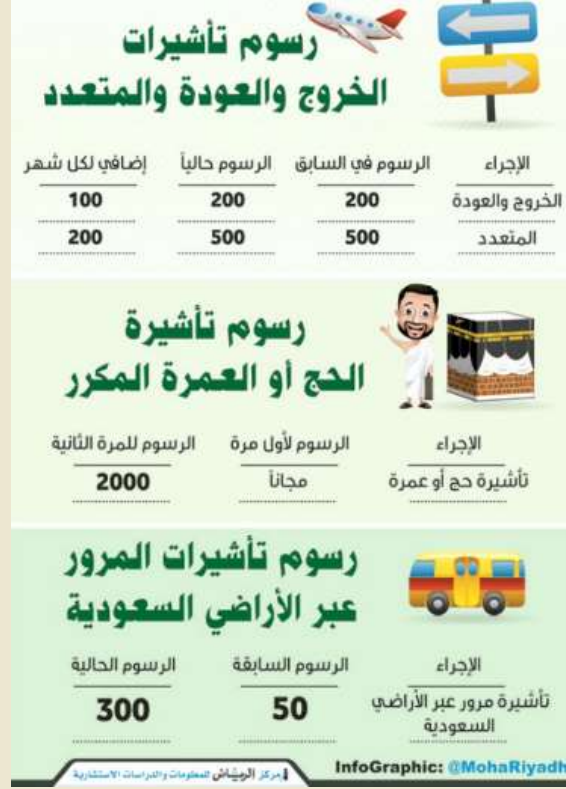 رسوم تأشيرات
الخروج والعودة والمتعدد
الإجراء الرسوم في السابق الرسوم حالياً إضافي لكل شهر
الخروج والعودة 200 200 100
المتعدد 500 500 200
رسوم تأشيرة
الحج أو العمرة المكرر
الإجراء الرسوم لأول مرة الرسوم للمرة الثانية
تأشيرة حج أو عمرة مجاناً 2000
رسوم تأشيرات المرور
عبر الأراضي السعودية
الإجراء الرسوم السابقة الرسوم الحالية
تأشيرة مرور عبر الأراضي
السعودية 50 300
InfoGraphic: @MohaRiyadh
مركز الرياض للمعلومات والدراسات الاستشارية